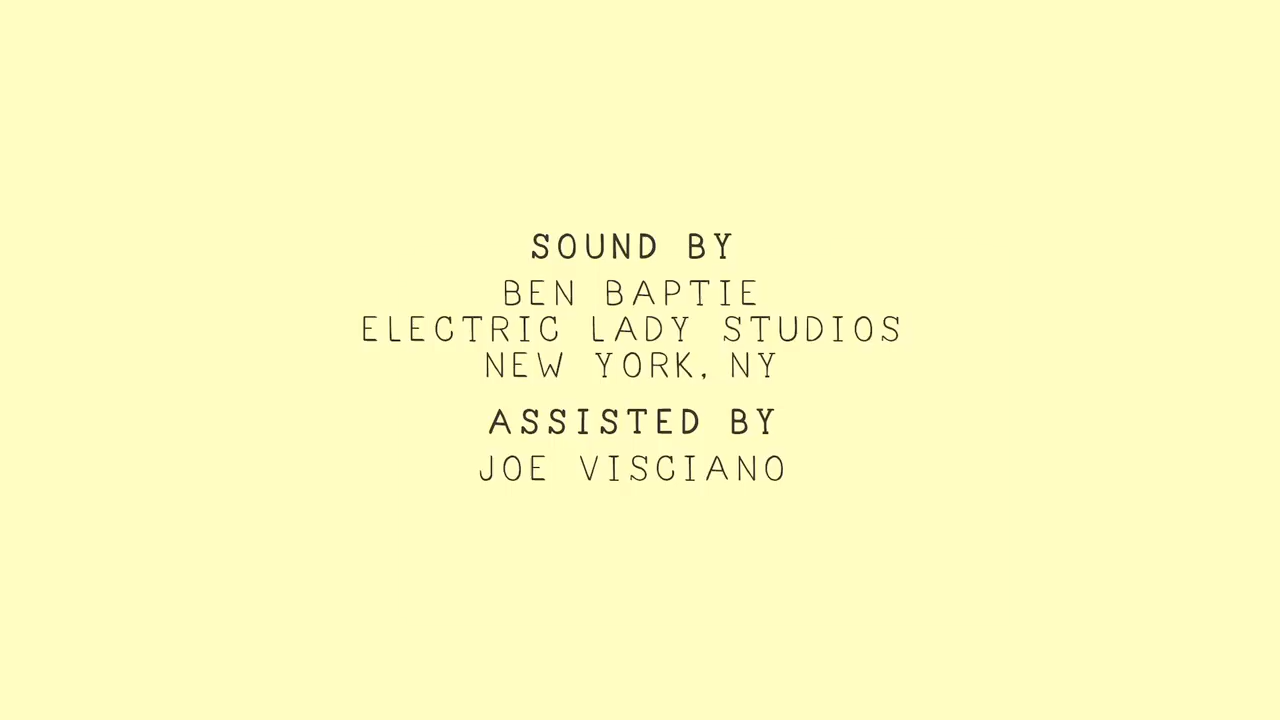 SOUND BY
BEN BAPTIE
ELECTRIC LADY STUDIOS
NEW YORK, NY
ASSISTED BY
JOE VISCIANO